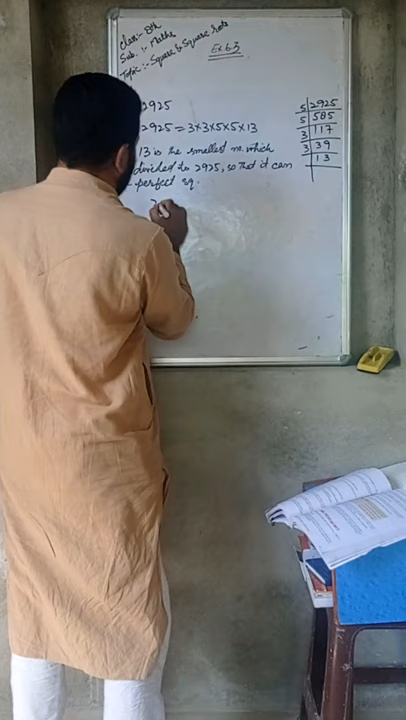 Class:- 8th
Sub. :- Maths
Topic :- Square & Square roots
Ex 6.3
2925
2925 = 3×3×5×5×13
13 is the smallest n. which
divided to 2925, so that it can
perfect sq.
5 2925
5 585
3 117
3 39
13